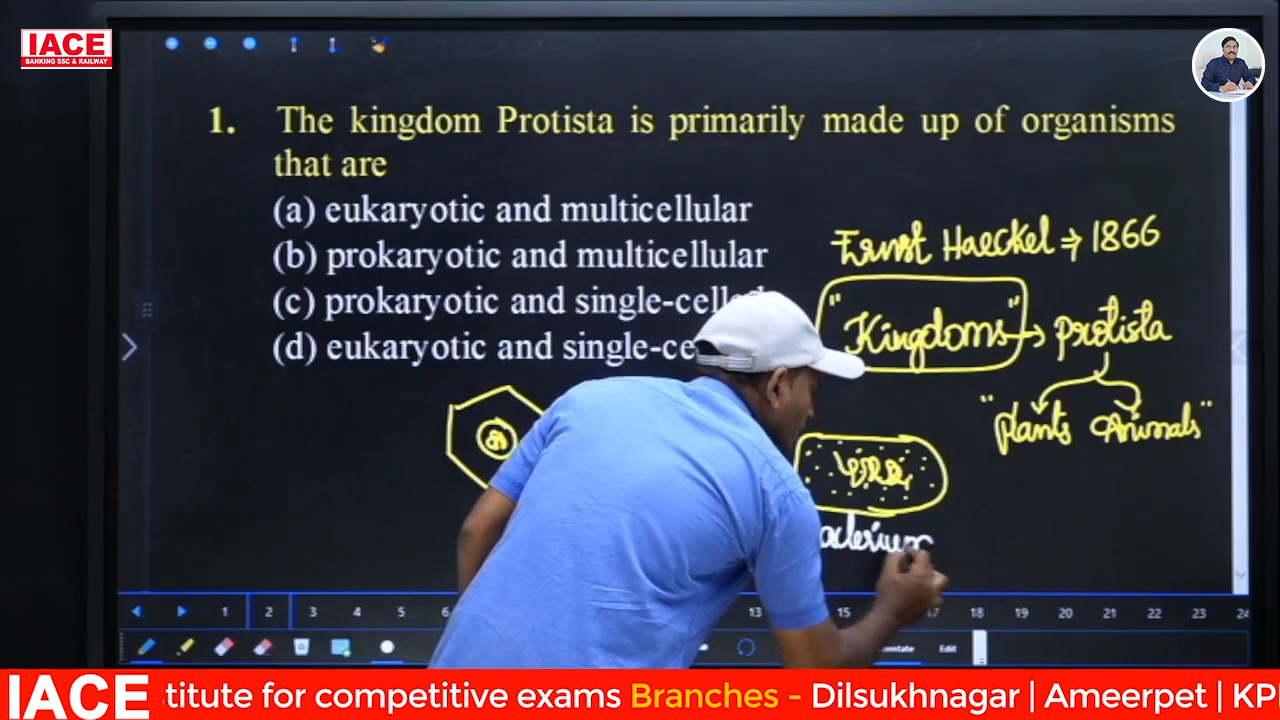 IACE
BANKING SSC & RAILWAY
1. The kingdom Protista is primarily made up of organisms
that are
(a) eukaryotic and multicellular
(b) prokaryotic and multicellular
(c) prokaryotic and single-celled
(d) eukaryotic and single-ce
Ernst Haeckel ⇒ 1866
"Kingdoms" → Protista
"Plants Animals"
acterium
1 2 3 4 5 6 13 15 17 18 19 20 21 22 23 24
Edit
IACE titute for competitive exams Branches - Dilsukhnagar | Ameerpet | KP